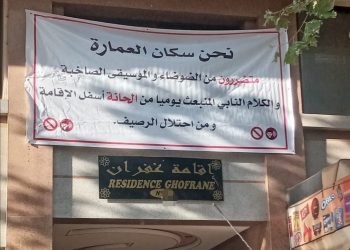 نحن سكان العمارة
متضررون من الضوضاء والموسيقى الصاخبة
والكلام النابي المنبعث يوميا من الحانة أسفل الاقامة
ومن احتلال الرصيف.
إقامة غفران
RESIDENCE GHOFRANE